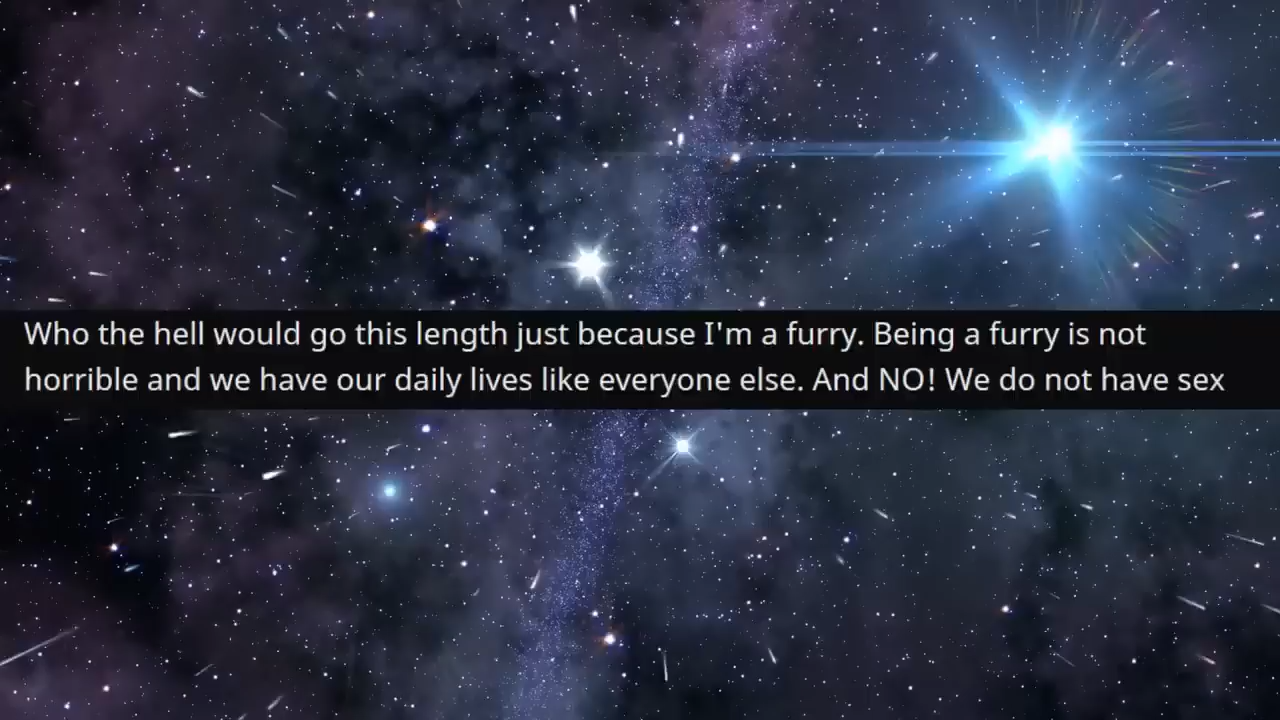 Who the hell would go this length just because I'm a furry. Being a furry is not
horrible and we have our daily lives like everyone else. And NO! We do not have sex